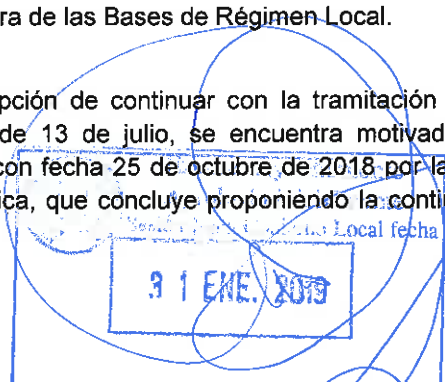 ra de las Bases de Régimen Local.
pción de continuar con la tramitación
de 13 de julio, se encuentra motivad
con fecha 25 de octubre de 2018 por la
ica, que concluye proponiendo la conti
Local fecha
31 ENE. 2019